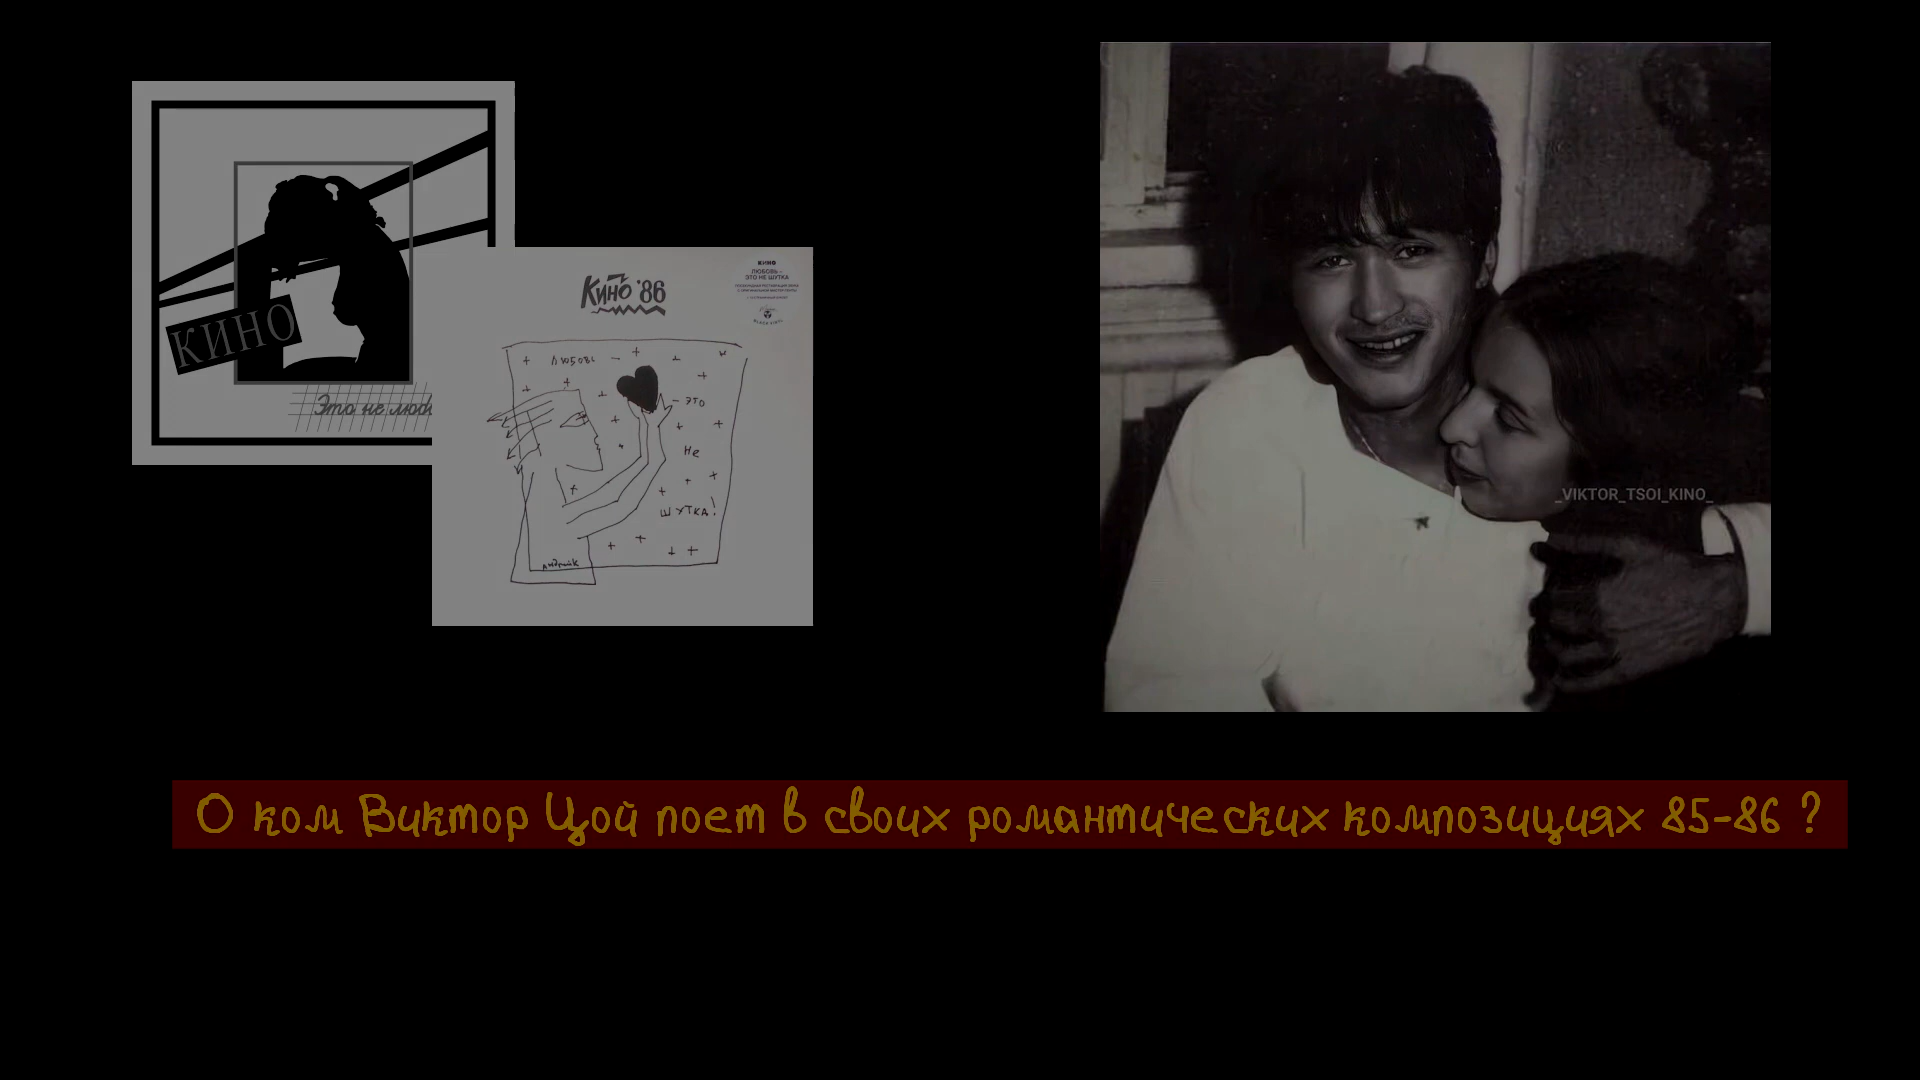 КИНО
Это не люб
Кино '86
КИНО
ЛЮБОВЬ –
ЭТО НЕ ШУТКА
Любовь –
– это
Не
шутка!
_VIKTOR_TSOI_KINO_
О ком Виктор Цой поет в своих романтических композициях 85-86 ?